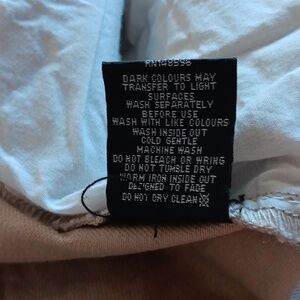 RN148596
DARK COLOURS MAY
TRANSFER TO LIGHT
SURFACES
WASH SEPARATELY
BEFORE USE
WASH WITH LIKE COLOURS
WASH INSIDE OUT
COLD GENTLE
MACHINE WASH
DO NOT BLEACH OR WRING
DO NOT TUMBLE DRY
WARM IRON INSIDE OUT
DESIGNED TO FADE
DO NOT DRY CLEAN